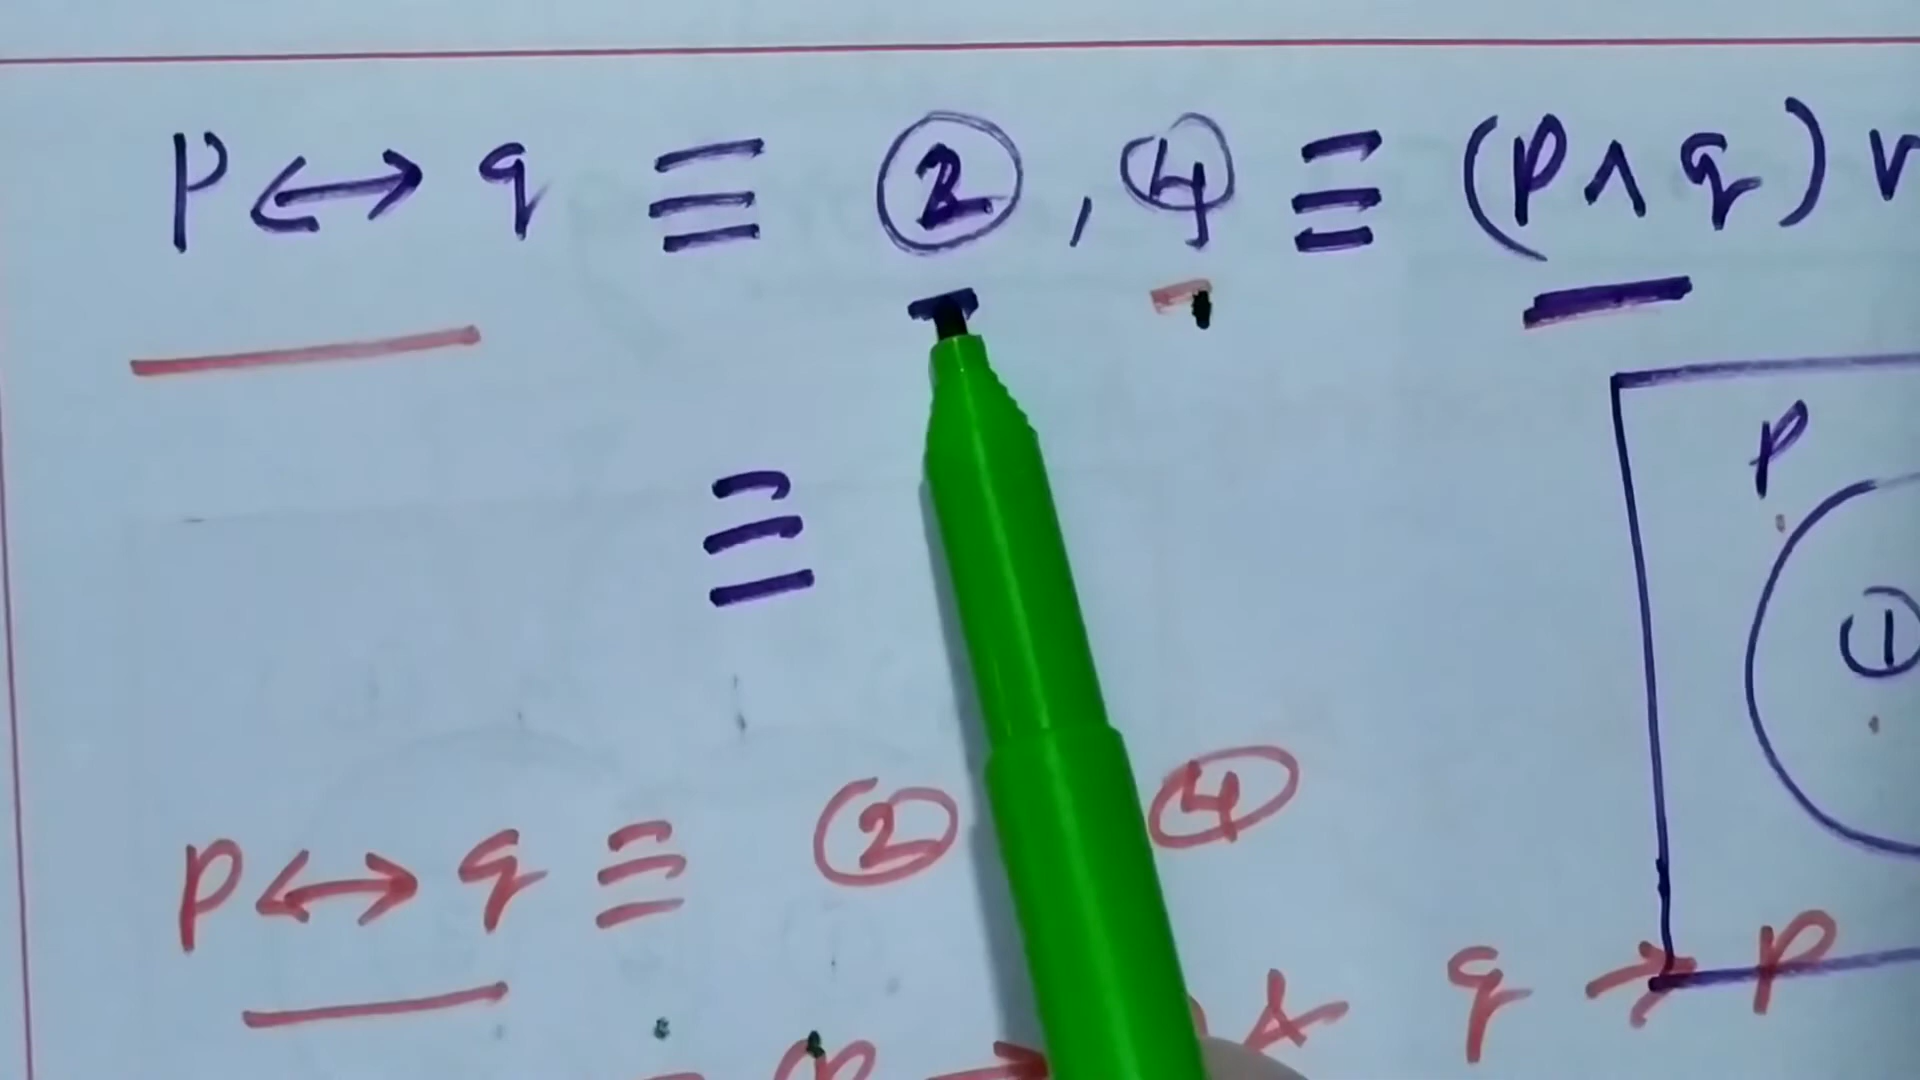 p ↔ q ≡ ②, ④ ≡ (p ∧ q) v
≡
p
①
p ↔ q ≡ ② ④
& q → p
p →